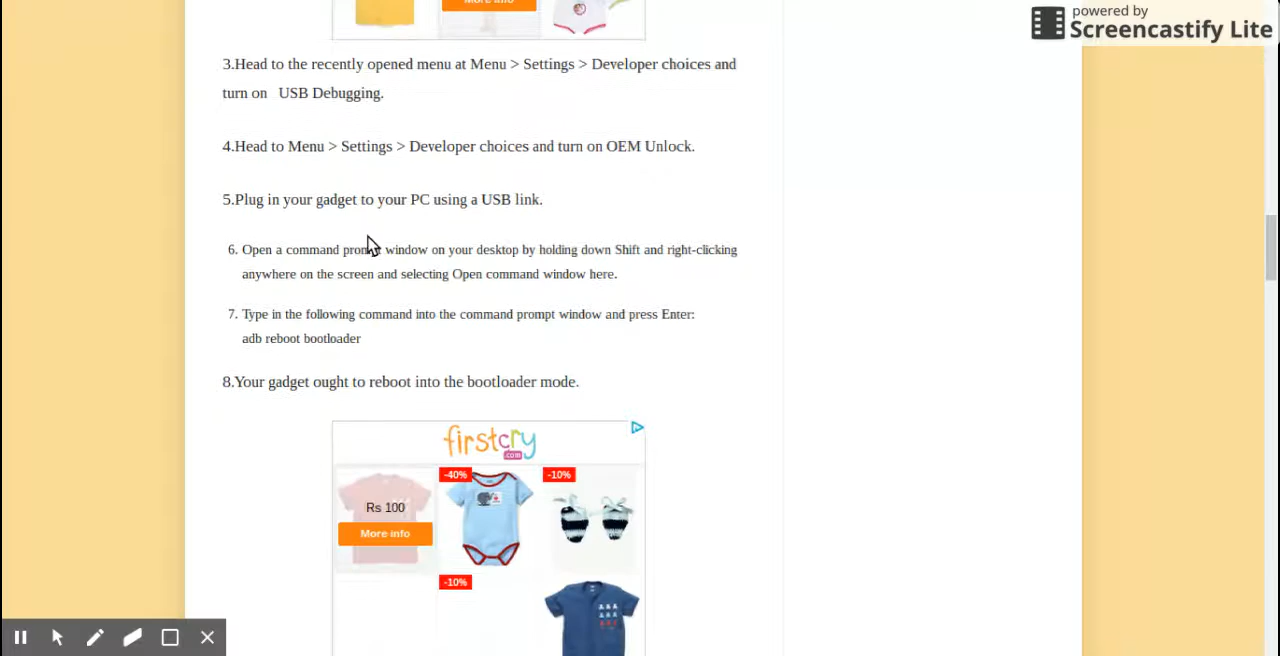 More info
powered by
Screencastify Lite
3.Head to the recently opened menu at Menu > Settings > Developer choices and
turn on USB Debugging.
4.Head to Menu > Settings > Developer choices and turn on OEM Unlock.
5.Plug in your gadget to your PC using a USB link.
6. Open a command prompt window on your desktop by holding down Shift and right-clicking
anywhere on the screen and selecting Open command window here.
7. Type in the following command into the command prompt window and press Enter:
adb reboot bootloader
8.Your gadget ought to reboot into the bootloader mode.
firstcry
.com
-40%
-10%
Rs 100
More info
-10%